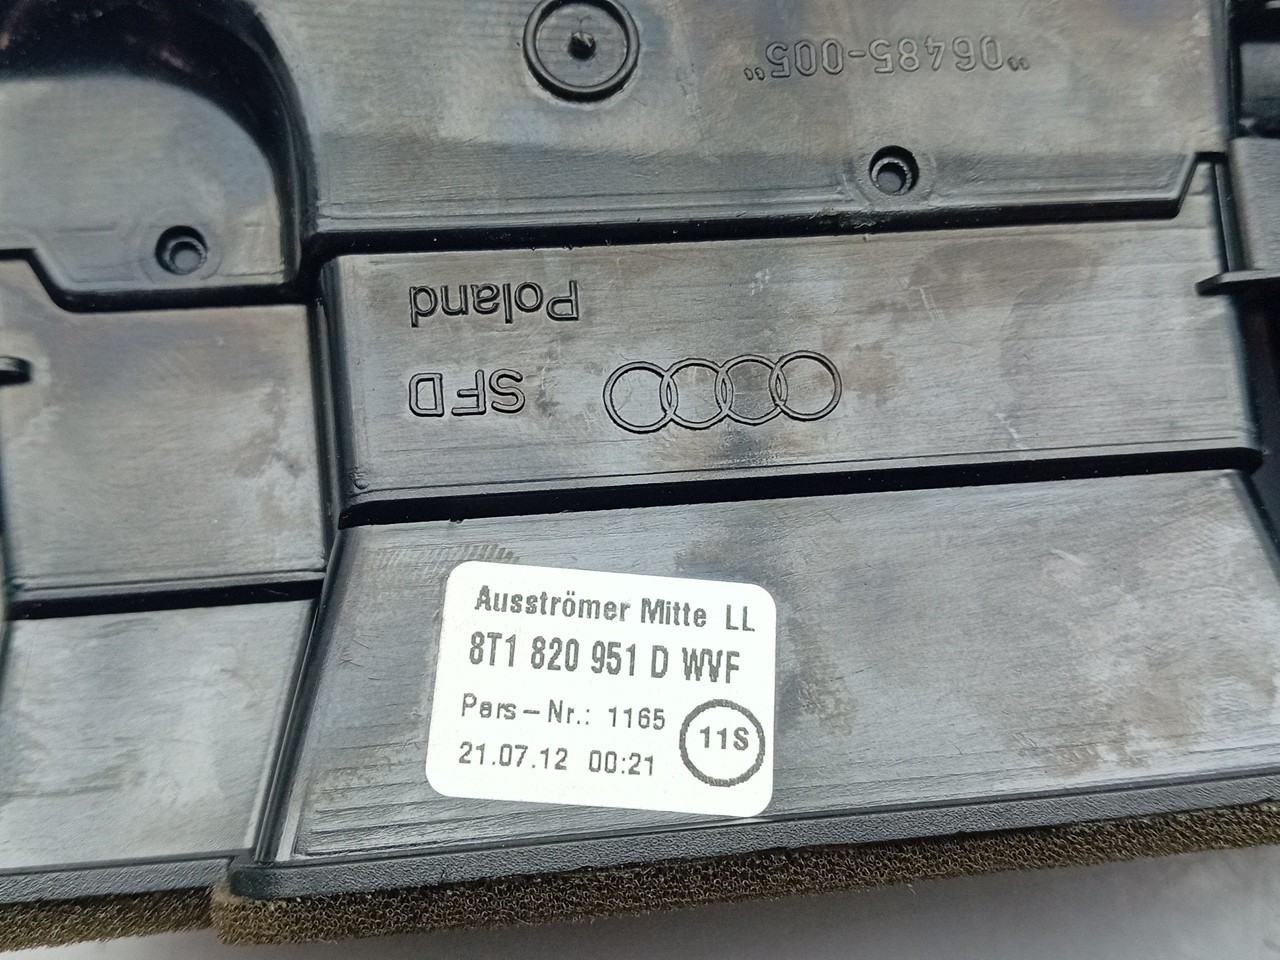 "06485-005"
Poland
SFD
Ausströmer Mitte LL
8T1 820 951 D WVF
Pers-Nr.: 1165
11S
21.07.12 00:21